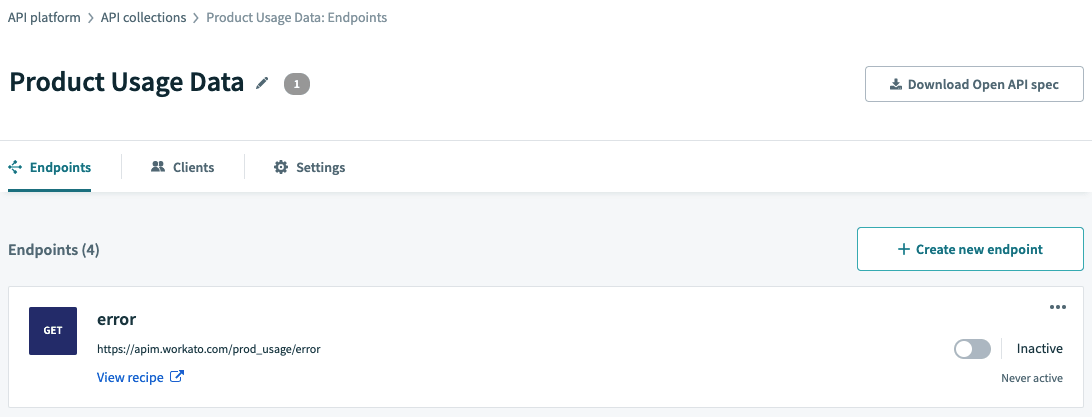 API platform > API collections > Product Usage Data: Endpoints
Product Usage Data 1
Download Open API spec
Endpoints Clients Settings
Endpoints (4)
+ Create new endpoint
GET
error
https://apim.workato.com/prod_usage/error
View recipe
Inactive
Never active